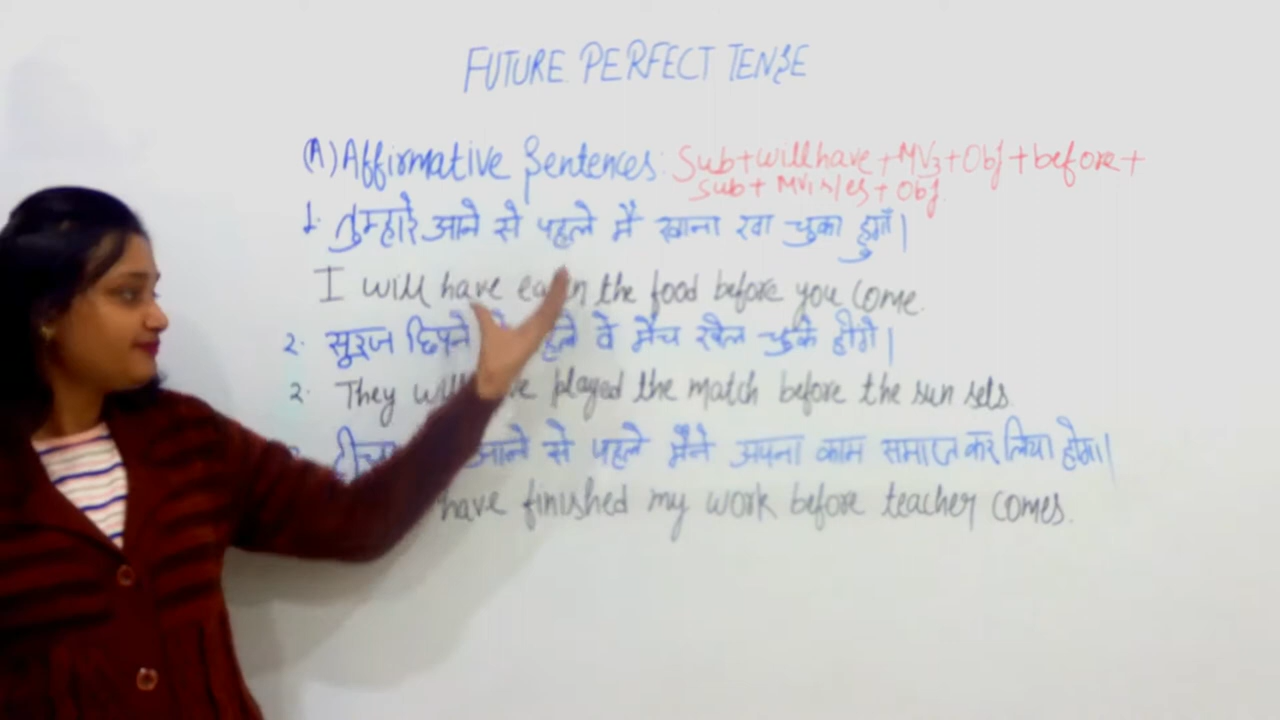 FUTURE PERFECT TENSE
(A) Affirmative Sentences: Sub+will have+MV3+Obj+before+
Sub+ MV1+s/es+Obj.
1. तुम्हारे आने से पहले मैं खाना खा चुका हूगाँ।
I will have the food before you come.
2. सूरज छिपने वे मैच खेल चुके होंगे।
2. They played the match before the sun sets.
आने से पहले मैंने अपना काम समाप्त कर लिया होगा।
have finished my work before teacher comes.